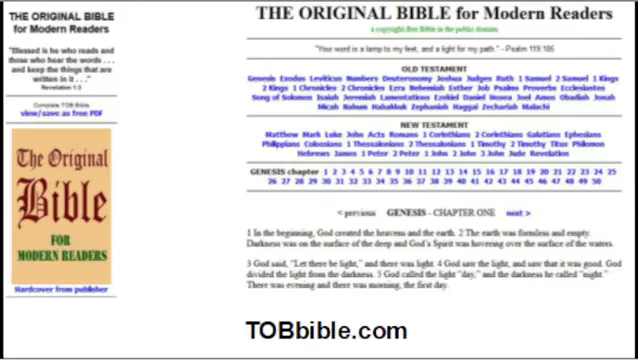 THE ORIGINAL BIBLE
for Modern Readers
"Blessed is he who reads and
those who hear the words . . .
and keep the things that are
written in it . . ."
Revelation 1:3
Complete TOB Bible
view/save as free PDF
The Original
Bible
FOR
MODERN READERS
Hardcover from publisher
THE ORIGINAL BIBLE for Modern Readers
a copyright-free Bible in the public domain.
"Your word is a lamp to my feet, and a light for my path." - Psalm 119:105
OLD TESTAMENT
Genesis Exodus Leviticus Numbers Deuteronomy Joshua Judges Ruth 1 Samuel 2 Samuel 1 Kings
2 Kings 1 Chronicles 2 Chronicles Ezra Nehemiah Esther Job Psalms Proverbs Ecclesiastes
Song of Solomon Isaiah Jeremiah Lamentations Ezekiel Daniel Hosea Joel Amos Obadiah Jonah
Micah Nahum Habakkuk Zephaniah Haggai Zechariah Malachi
NEW TESTAMENT
Matthew Mark Luke John Acts Romans 1 Corinthians 2 Corinthians Galatians Ephesians
Philippians Colossians 1 Thessalonians 2 Thessalonians 1 Timothy 2 Timothy Titus Philemon
Hebrews James 1 Peter 2 Peter 1 John 2 John 3 John Jude Revelation
GENESIS chapter 1 2 3 4 5 6 7 8 9 10 11 12 13 14 15 16 17 18 19 20 21 22 23 24 25
26 27 28 29 30 31 32 33 34 35 36 37 38 39 40 41 42 43 44 45 46 47 48 49 50
< previous GENESIS - CHAPTER ONE next >
1 In the beginning, God created the heavens and the earth. 2 The earth was formless and empty.
Darkness was on the surface of the deep and God's Spirit was hovering over the surface of the waters.
3 God said, "Let there be light," and there was light. 4 God saw the light, and saw that it was good. God
divided the light from the darkness. 5 God called the light "day," and the darkness he called "night."
There was evening and there was morning, the first day.
TOBbible.com